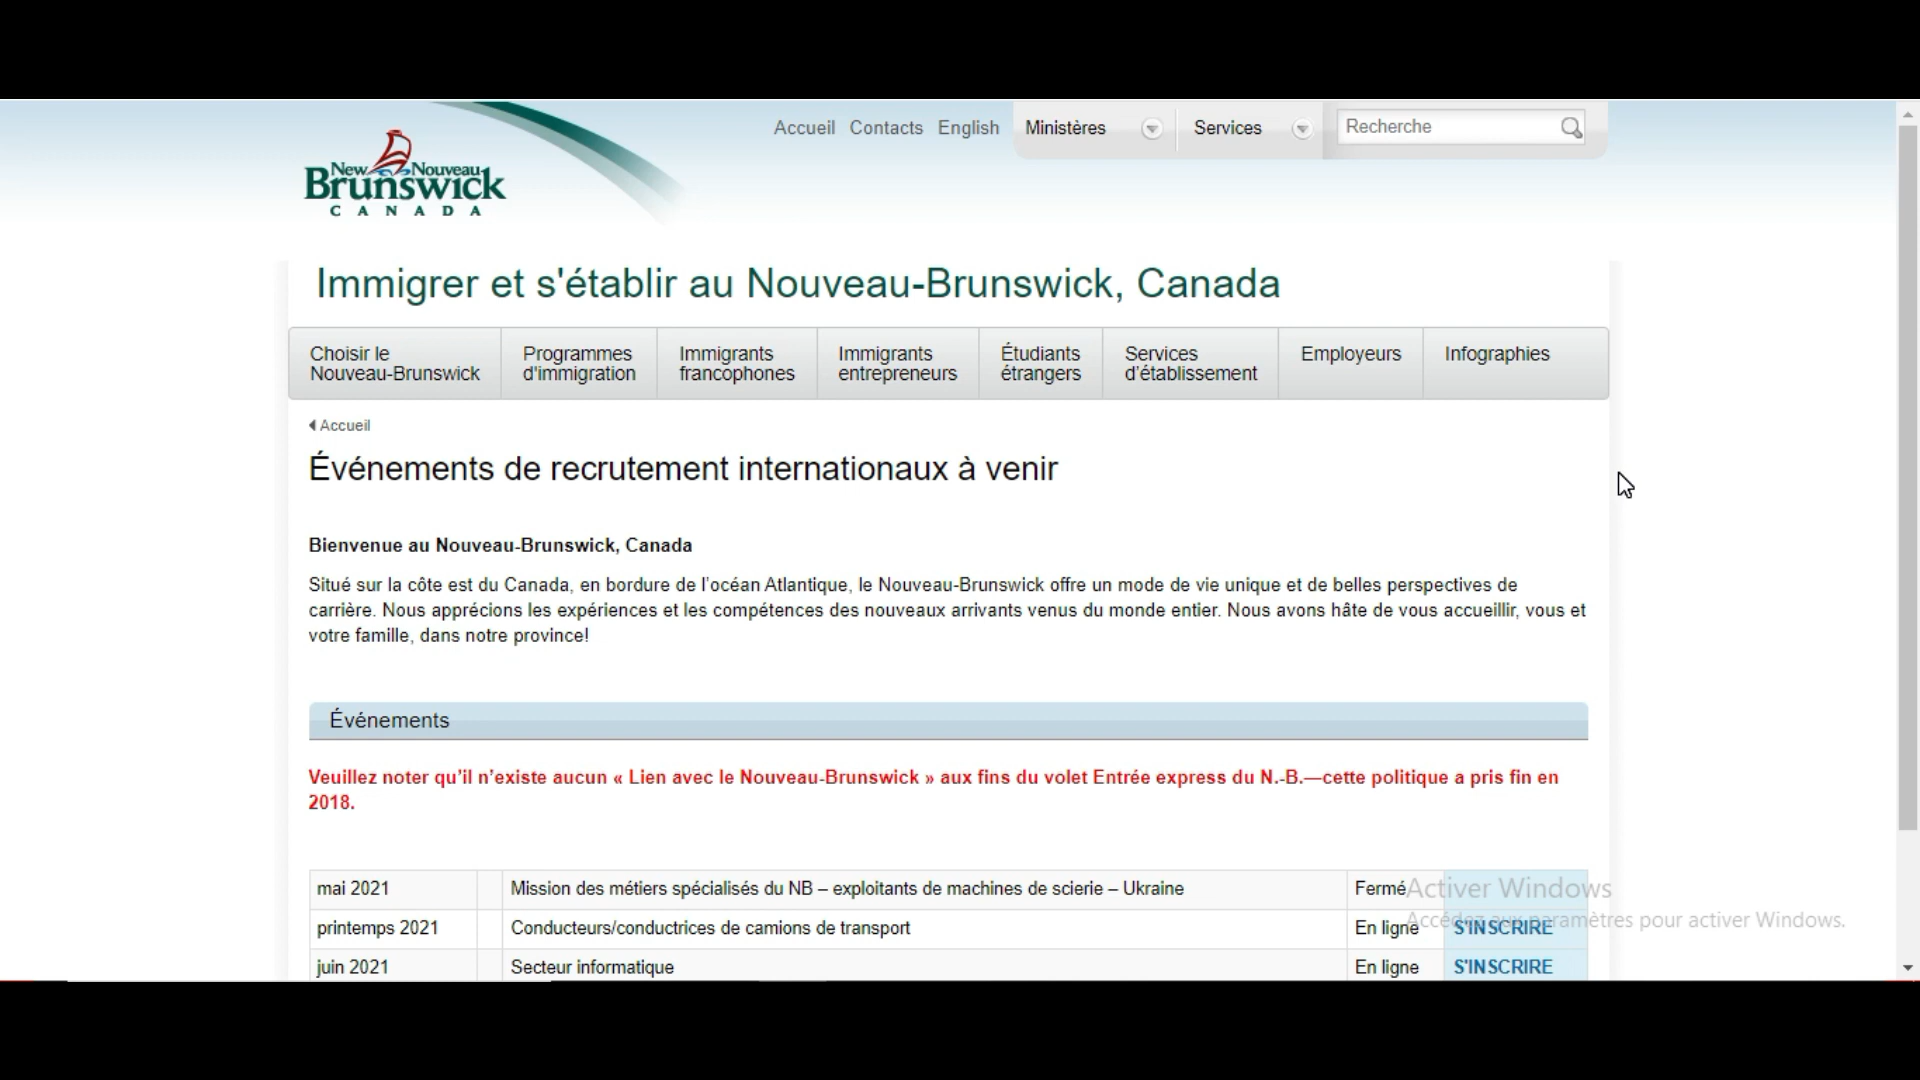 Accueil Contacts English Ministères Services Recherche
New Nouveau
Brunswick
CANADA
Immigrer et s'établir au Nouveau-Brunswick, Canada
Choisir le Nouveau-Brunswick
Programmes d'immigration
Immigrants francophones
Immigrants entrepreneurs
Étudiants étrangers
Services d'établissement
Employeurs
Infographies
Accueil
Événements de recrutement internationaux à venir
Bienvenue au Nouveau-Brunswick, Canada
Situé sur la côte est du Canada, en bordure de l'océan Atlantique, le Nouveau-Brunswick offre un mode de vie unique et de belles perspectives de
carrière. Nous apprécions les expériences et les compétences des nouveaux arrivants venus du monde entier. Nous avons hâte de vous accueillir, vous et
votre famille, dans notre province!
Événements
Veuillez noter qu'il n'existe aucun « Lien avec le Nouveau-Brunswick » aux fins du volet Entrée express du N.-B.—cette politique a pris fin en
2018.
mai 2021 Mission des métiers spécialisés du NB – exploitants de machines de scierie – Ukraine Fermé
Activer Windows
Accédez aux paramètres pour activer Windows.
printemps 2021 Conducteurs/conductrices de camions de transport En ligne S'INSCRIRE
juin 2021 Secteur informatique En ligne S'INSCRIRE